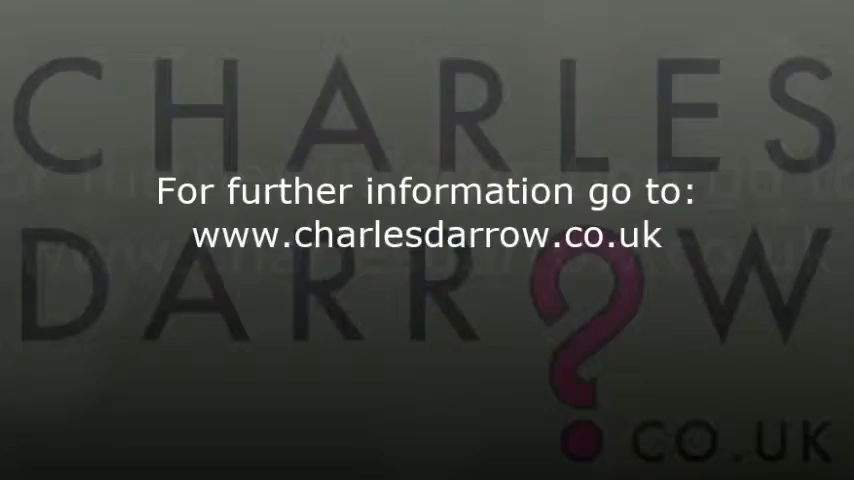 CHARLES
For further information go to:
www.charlesdarrow.co.uk
DARR?W
.CO.UK